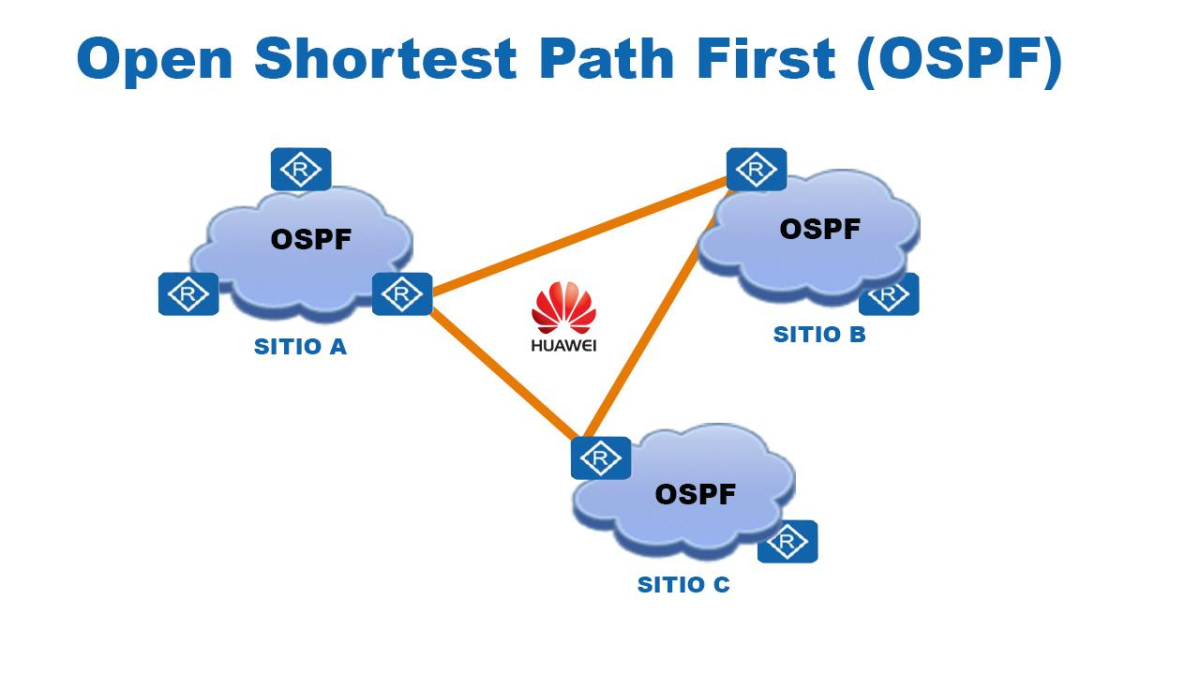 Open Shortest Path First (OSPF)
R
R
OSPF
OSPF
R
R
R
HUAWEI
SITIO A
SITIO B
R
OSPF
R
SITIO C